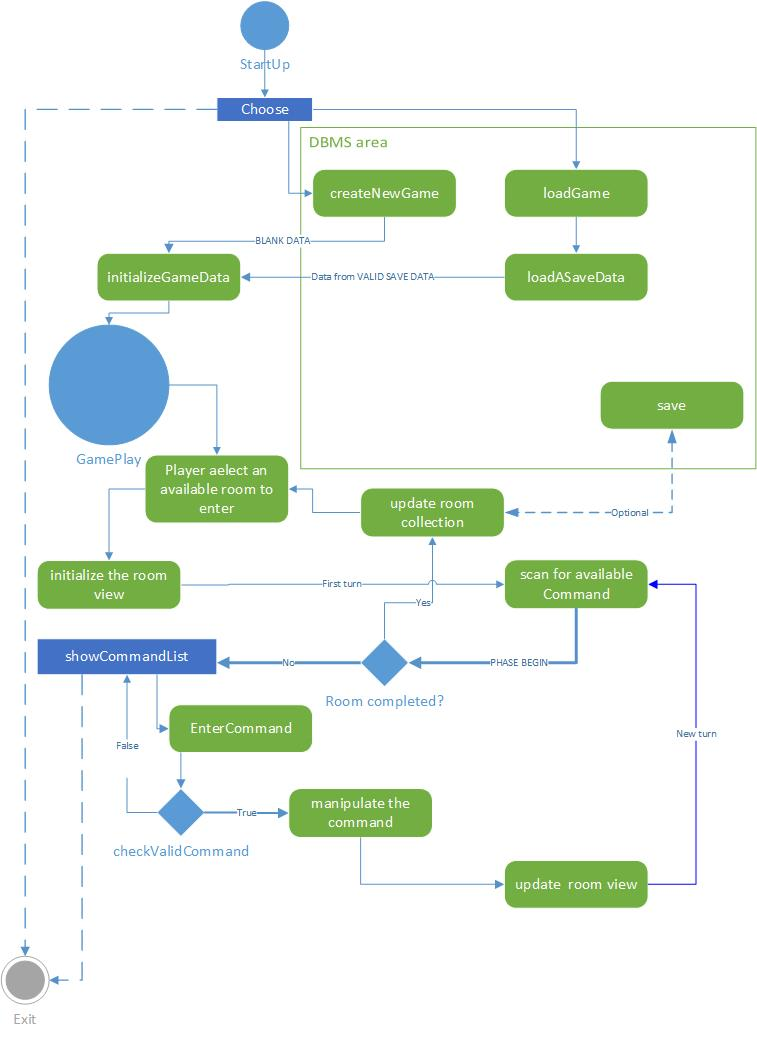 StartUp
Choose
DBMS area
createNewGame
loadGame
BLANK DATA
initializeGameData
Data from VALID SAVE DATA
loadASaveData
save
GamePlay
Player aelect an
available room to
enter
update room
collection
Optional
initialize the room
view
First turn
scan for available
Command
Yes
showCommandList
No
PHASE BEGIN
Room completed?
EnterCommand
New turn
False
manipulate the
command
True
checkValidCommand
update room view
Exit